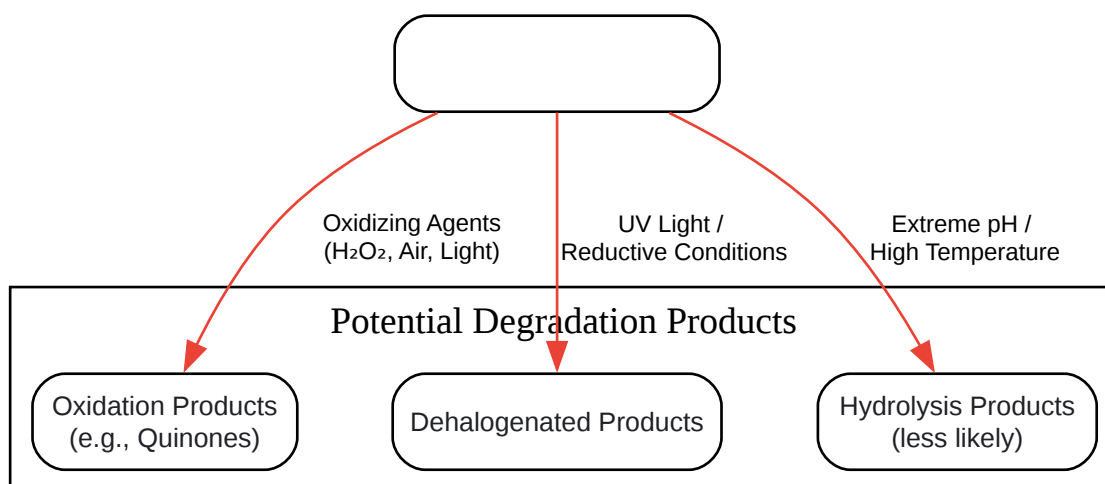 Oxidizing Agents
(H₂O₂, Air, Light)
UV Light /
Reductive Conditions
Extreme pH /
High Temperature
Potential Degradation Products
Oxidation Products
(e.g., Quinones)
Dehalogenated Products
Hydrolysis Products
(less likely)